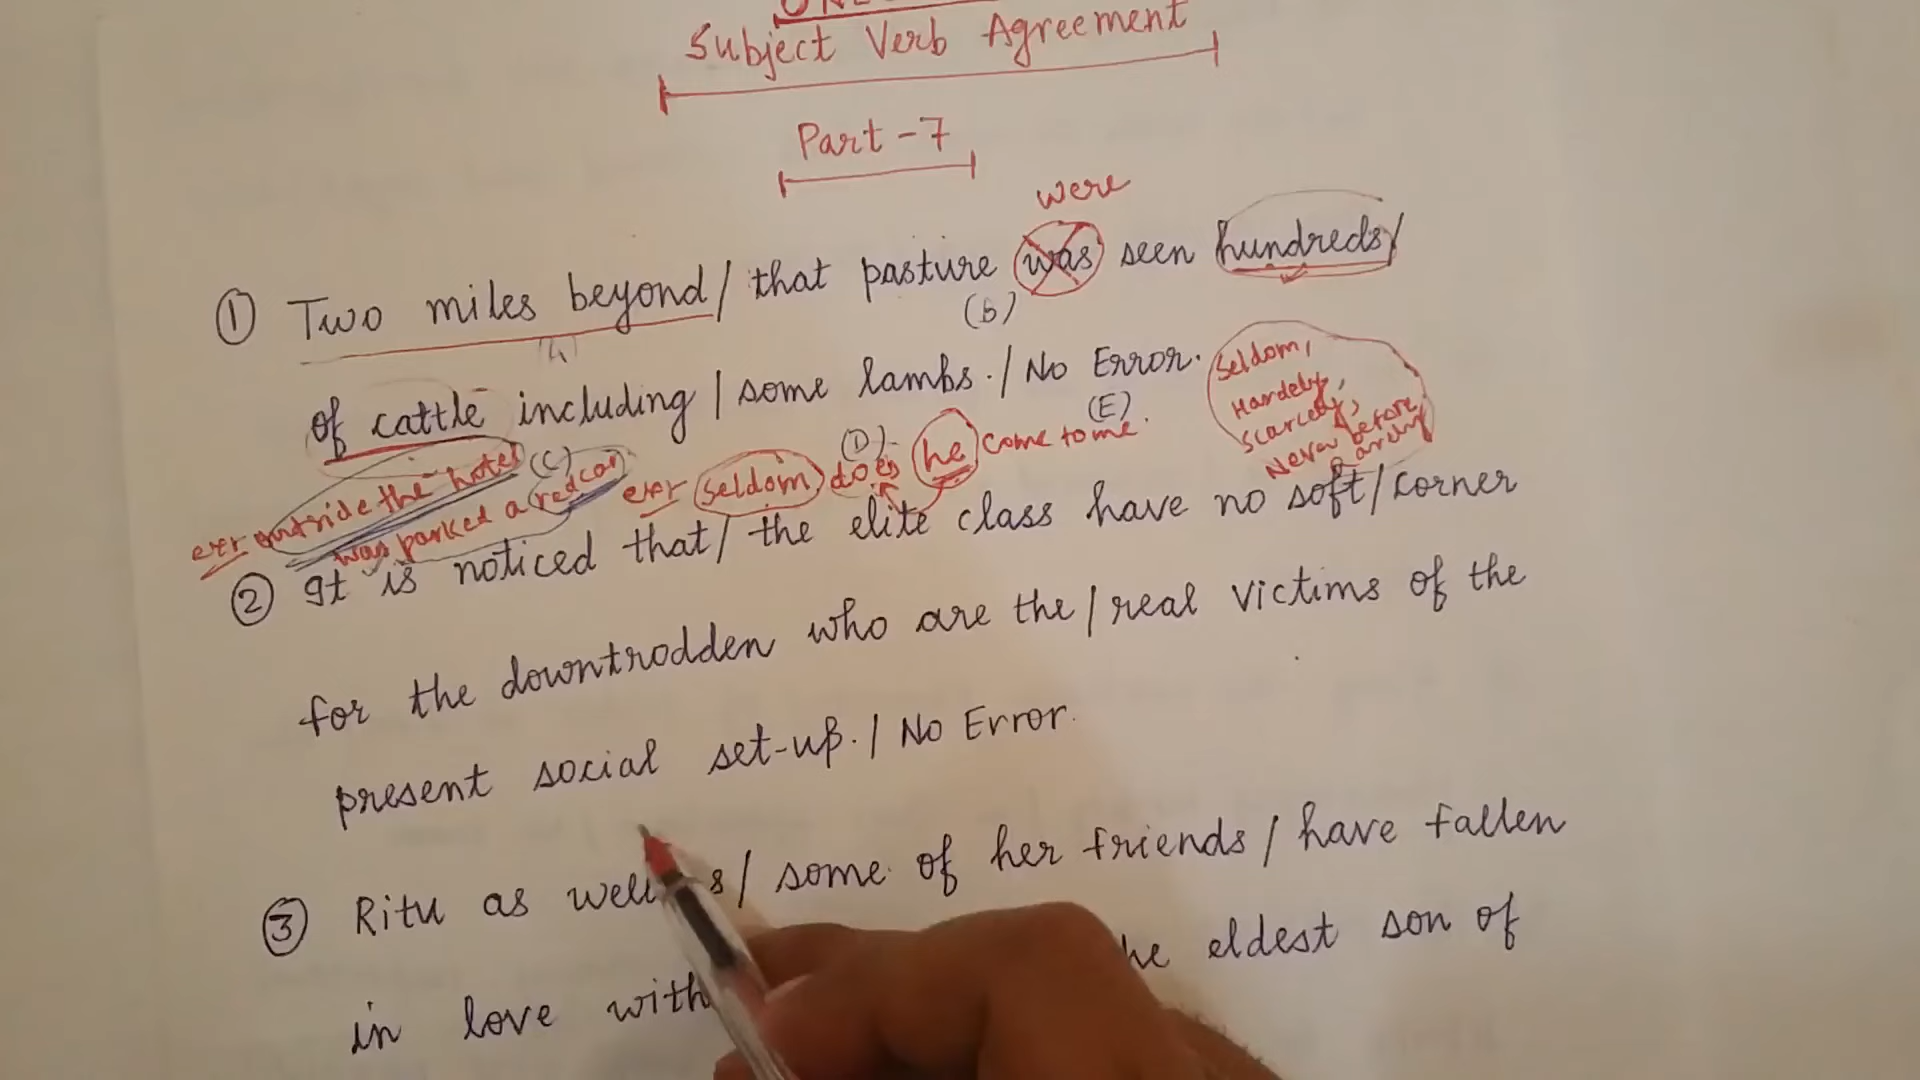 Subject Verb Agreement
Part - 7
were
① Two miles beyond / that pasture was seen hundreds /
(B)
of cattle including / some lambs. / No Error.
(C) (D) (E)
Seldom,
Hardely,
Scarcely,
Never before
ex:- seldom does he come to me.
ex:- outside the hotel
was parked a red car
② It is noticed that / the elite class have no soft / corner
for the downtrodden who are the / real victims of the
present social set-up. / No Error.
③ Ritu as well / some of her friends / have fallen
in love with he eldest son of